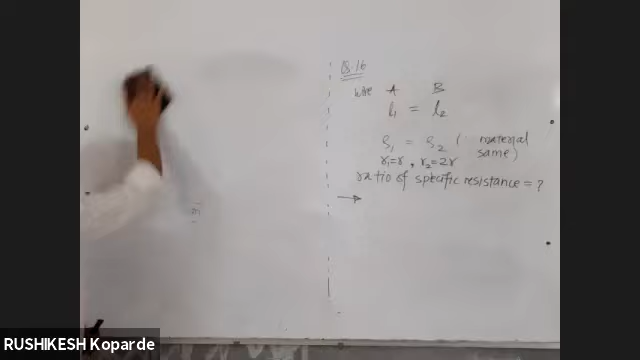 Q.16
wire A B
l₁ = l₂
S₁ = S₂ ( material same)
r₁=r , r₂=2r
ratio of specific resistance = ?
→
RUSHIKESH Koparde